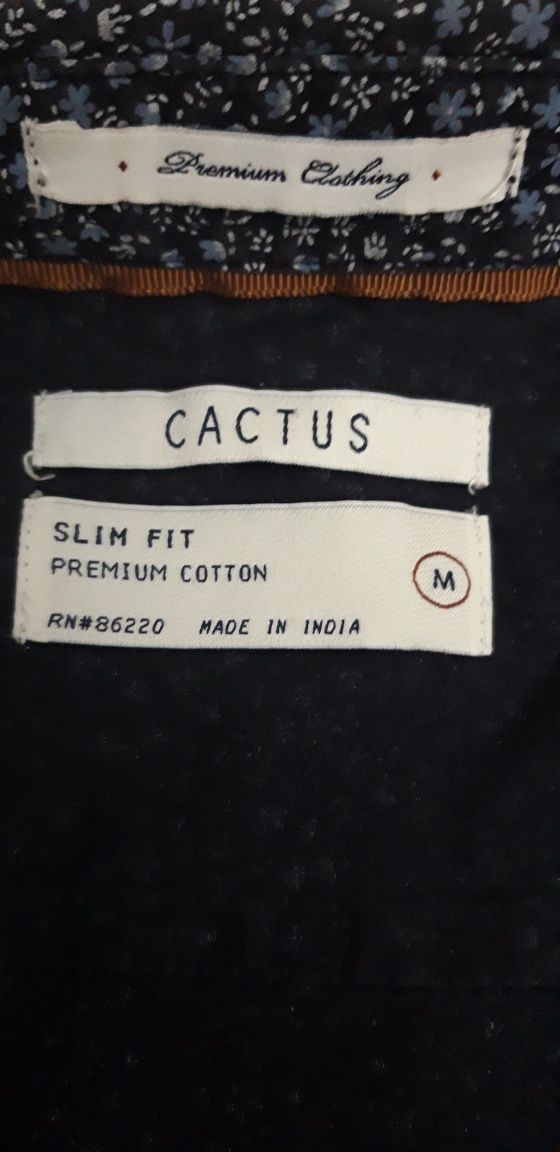 Premium Clothing
CACTUS
SLIM FIT
PREMIUM COTTON
M
RN#86220 MADE IN INDIA